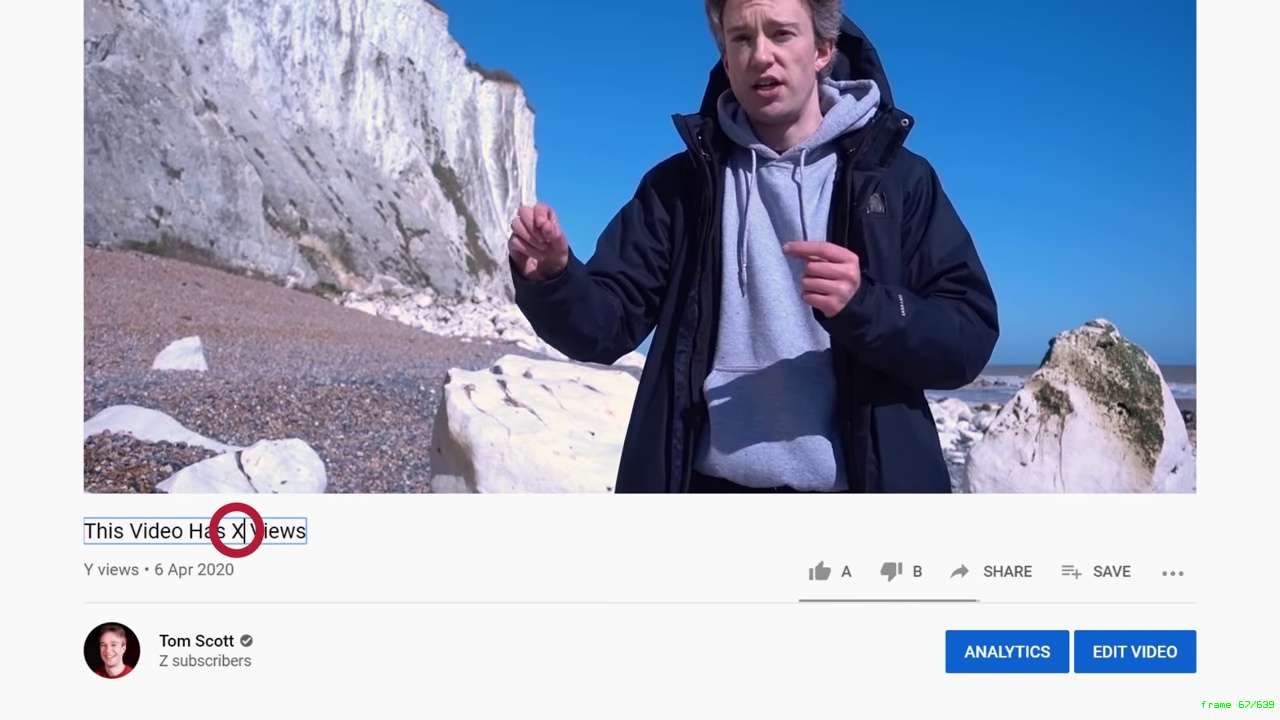 This Video Has X Views
Y views • 6 Apr 2020
A
B
SHARE
SAVE
Tom Scott
Z subscribers
ANALYTICS
EDIT VIDEO
frame 67/639